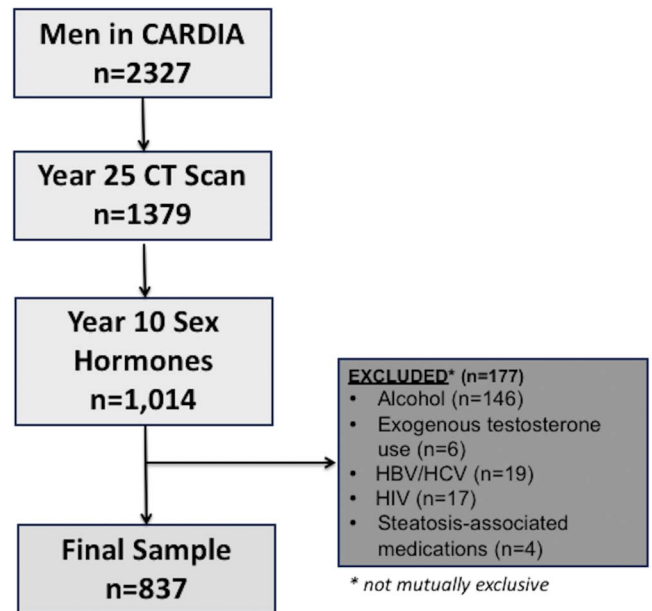 Men in CARDIA
n=2327
Year 25 CT Scan
n=1379
Year 10 Sex
Hormones
n=1,014
EXCLUDED* (n=177)
• Alcohol (n=146)
• Exogenous testosterone
use (n=6)
• HBV/HCV (n=19)
• HIV (n=17)
• Steatosis-associated
medications (n=4)
* not mutually exclusive
Final Sample
n=837